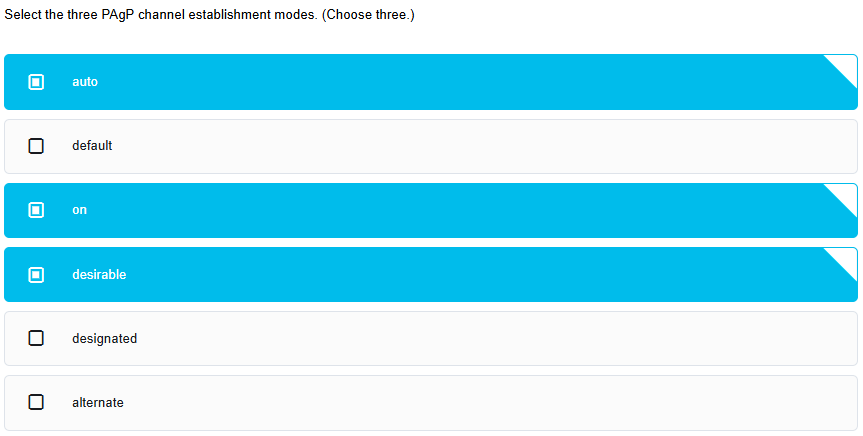 Select the three PAgP channel establishment modes. (Choose three.)
auto
default
on
desirable
designated
alternate